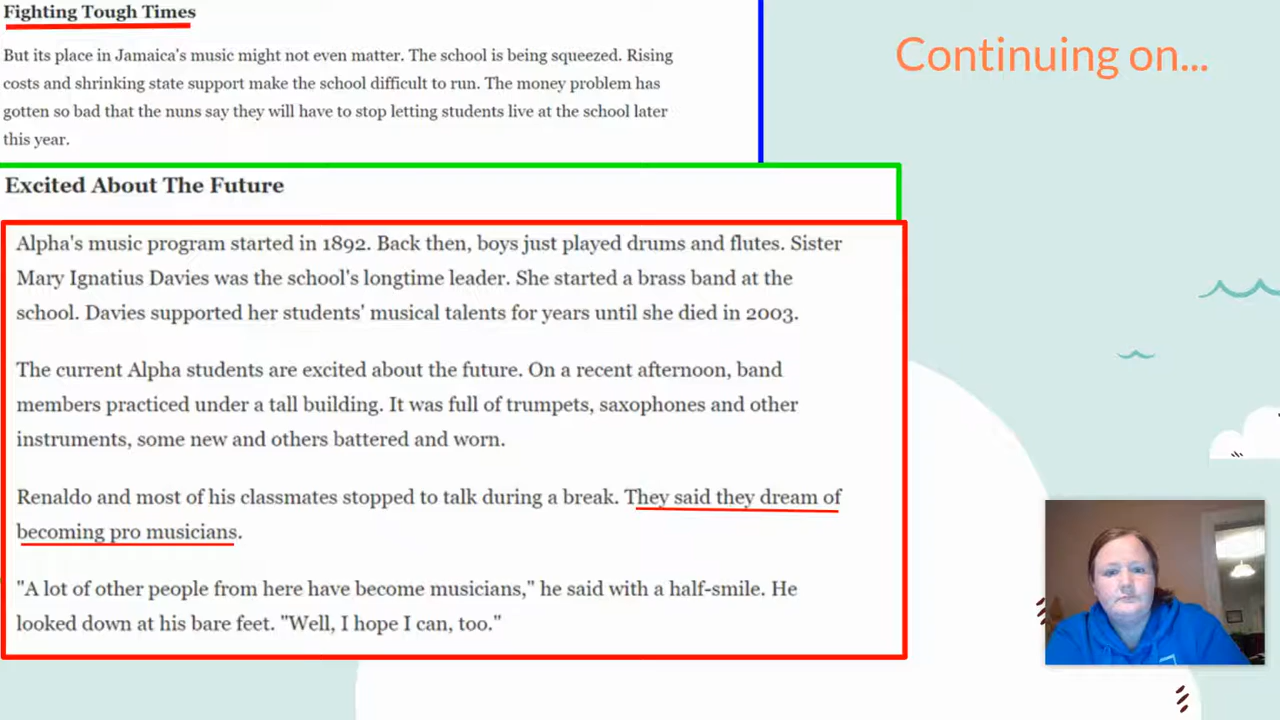 Fighting Tough Times
Continuing on...
But its place in Jamaica's music might not even matter. The school is being squeezed. Rising
costs and shrinking state support make the school difficult to run. The money problem has
gotten so bad that the nuns say they will have to stop letting students live at the school later
this year.
Excited About The Future
Alpha's music program started in 1892. Back then, boys just played drums and flutes. Sister
Mary Ignatius Davies was the school's longtime leader. She started a brass band at the
school. Davies supported her students' musical talents for years until she died in 2003.
The current Alpha students are excited about the future. On a recent afternoon, band
members practiced under a tall building. It was full of trumpets, saxophones and other
instruments, some new and others battered and worn.
Renaldo and most of his classmates stopped to talk during a break. They said they dream of
becoming pro musicians.
"A lot of other people from here have become musicians," he said with a half-smile. He
looked down at his bare feet. "Well, I hope I can, too."